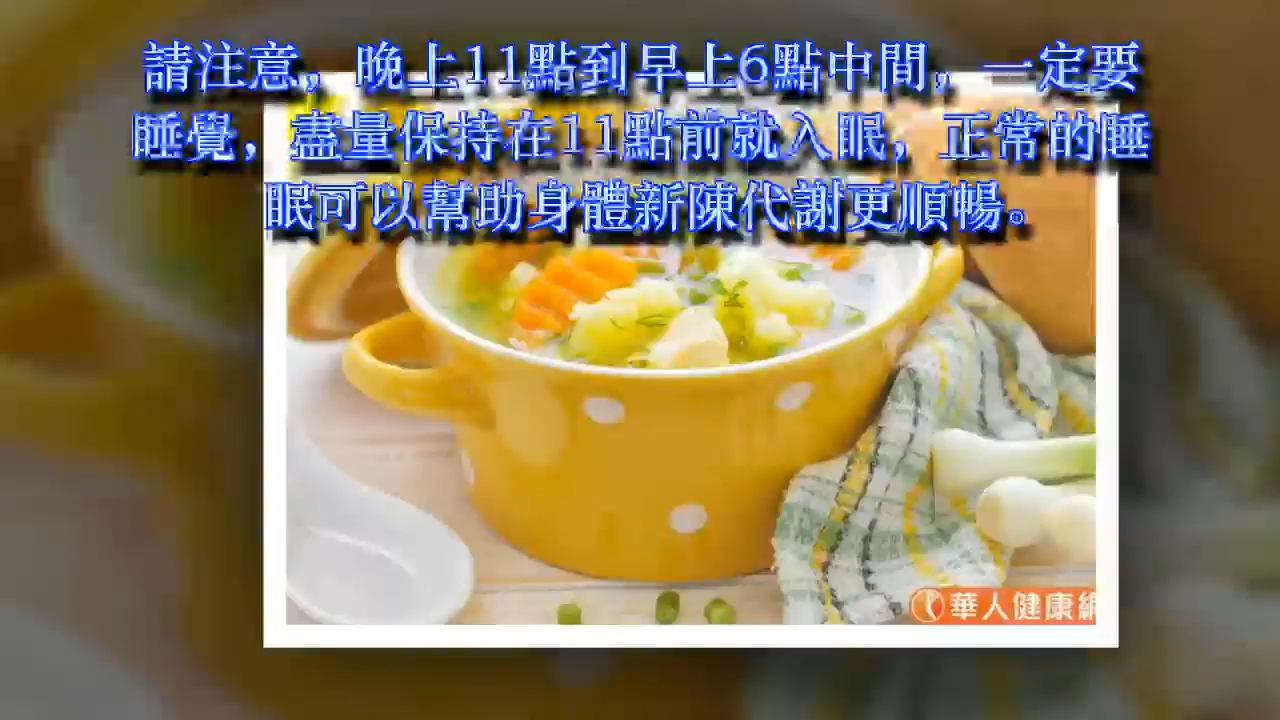 請注意，晚上11點到早上6點中間，一定要
睡覺，盡量保持在11點前就入眠，正常的睡
眠可以幫助身體新陳代謝更順暢。
華人健康網